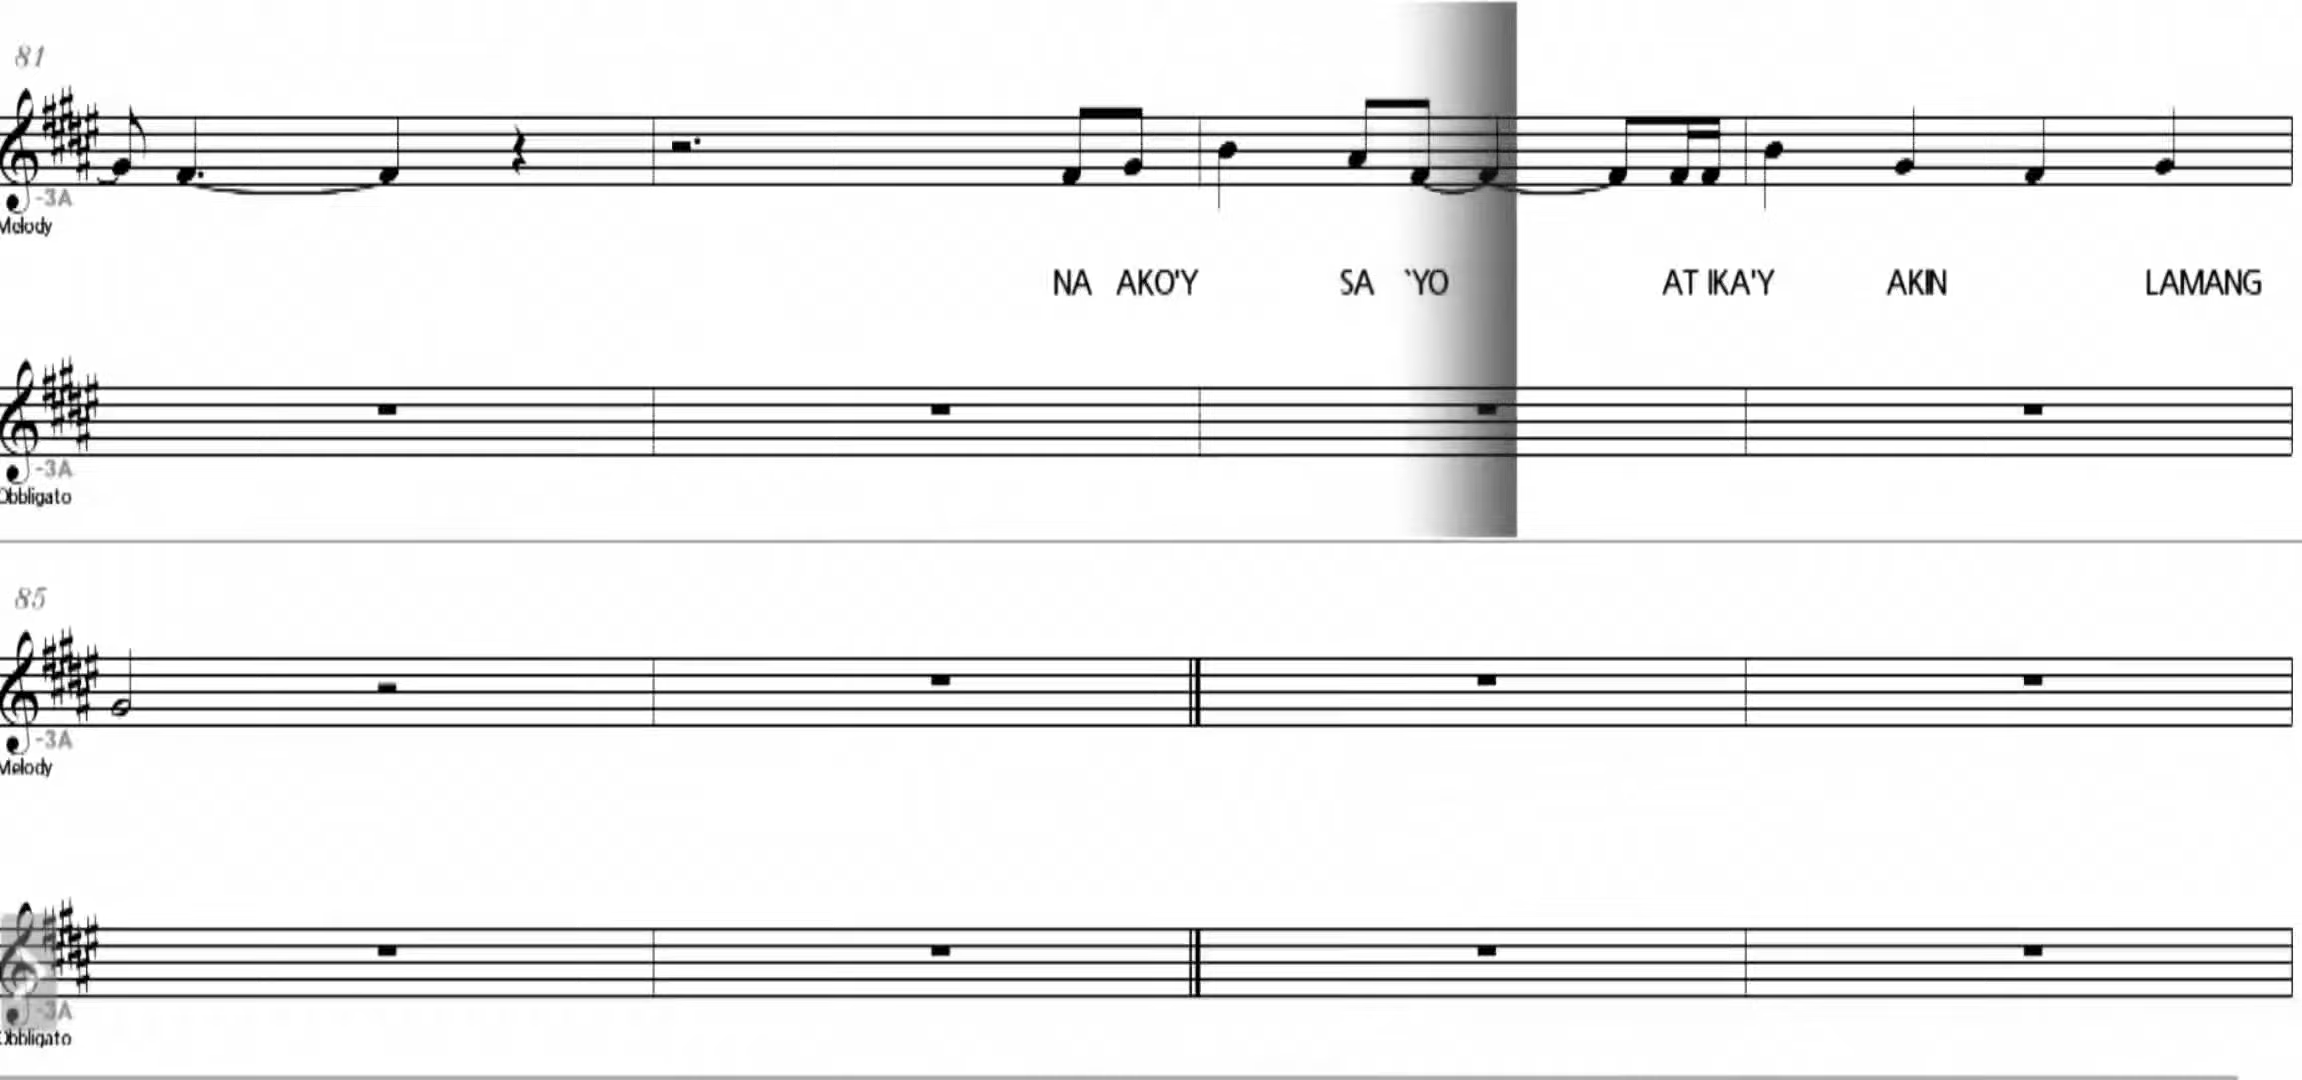 81
-3A
Melody
NA AKO'Y SA `YO AT IKA'Y AKIN LAMANG
-3A
Obbligato
85
-3A
Melody
-3A
Obbligato